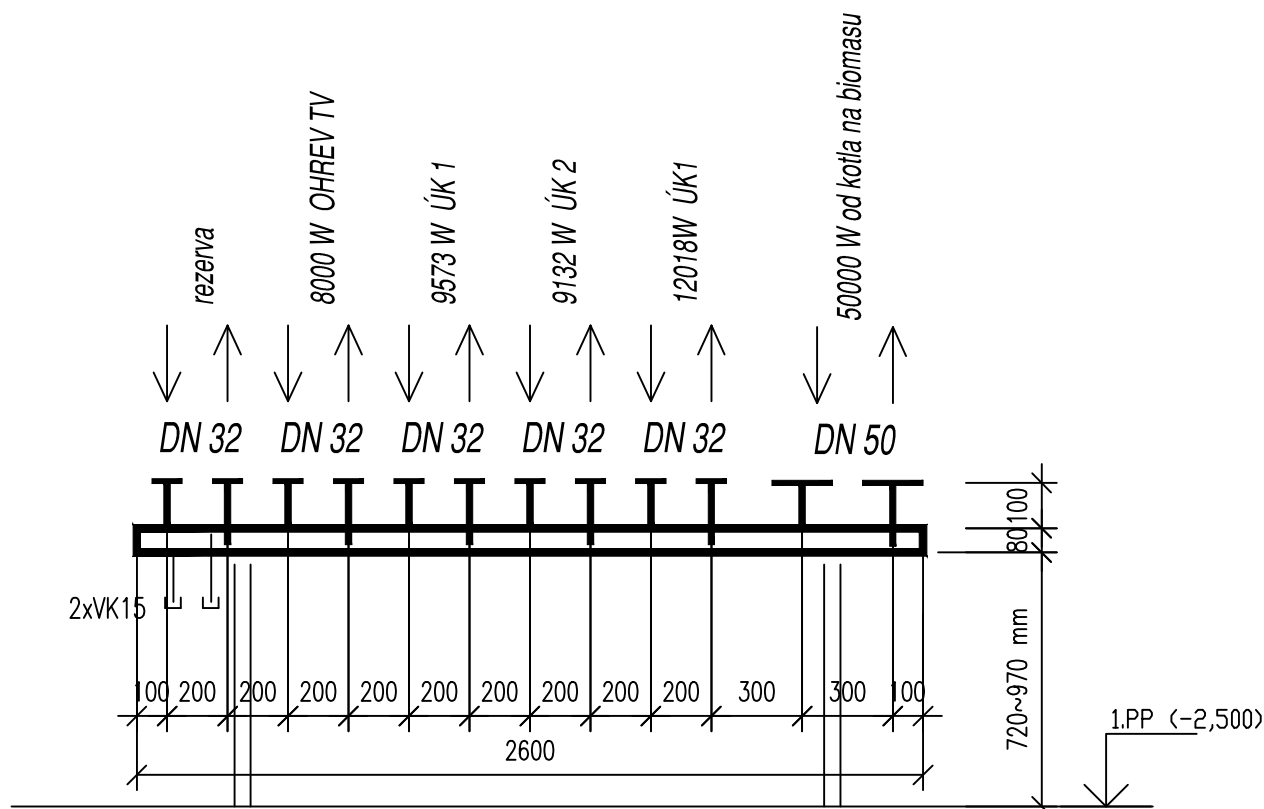 rezerva
8000 W OHREV TV
9573 W ÚK 1
9132 W ÚK 2
12018W ÚK1
50000 W od kotla na biomasu
DN 32
DN 32
DN 32
DN 32
DN 32
DN 50
100
80
2xVK15
720~970 mm
100
200
200
200
200
200
200
200
200
200
300
300
100
2600
1.PP (-2,500)